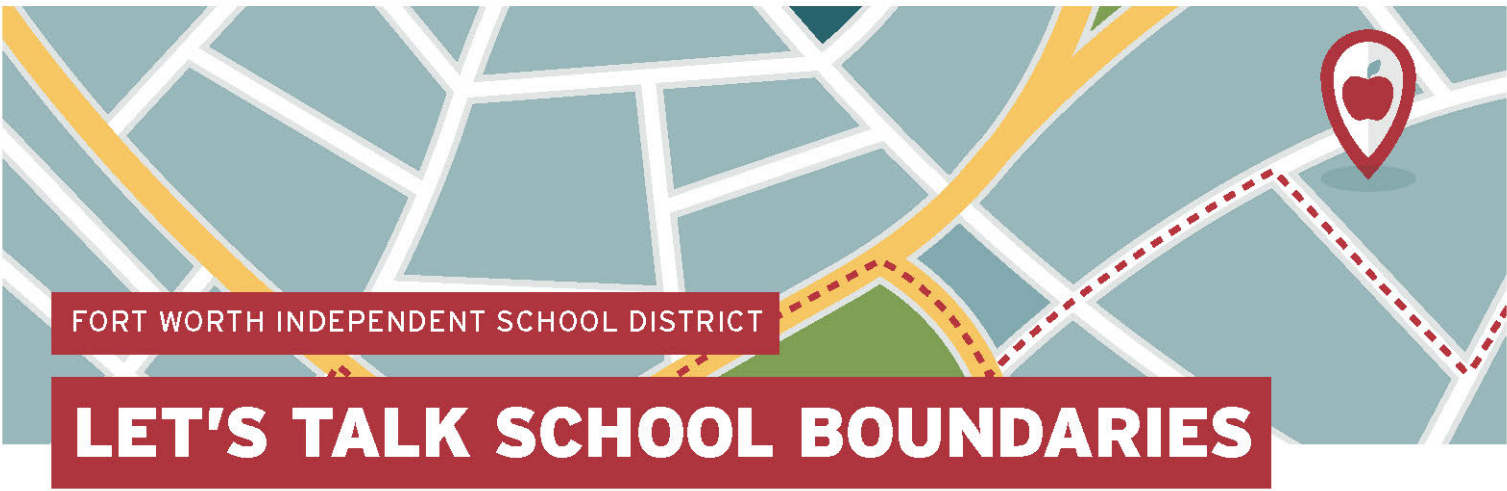 FORT WORTH INDEPENDENT SCHOOL DISTRICT
LET'S TALK SCHOOL BOUNDARIES